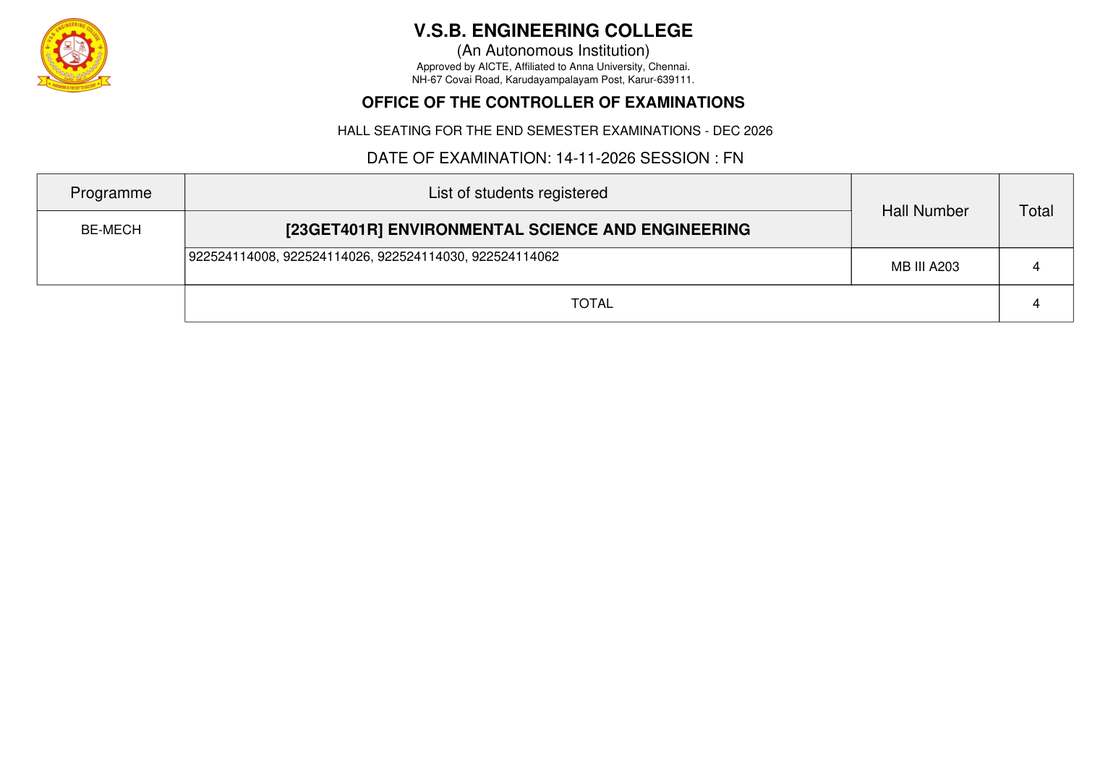 V.S.B. ENGINEERING COLLEGE
(An Autonomous Institution)
Approved by AICTE, Affiliated to Anna University, Chennai.
NH-67 Covai Road, Karudayampalayam Post, Karur-639111.
OFFICE OF THE CONTROLLER OF EXAMINATIONS
HALL SEATING FOR THE END SEMESTER EXAMINATIONS - DEC 2026
DATE OF EXAMINATION: 14-11-2026 SESSION : FN
Programme List of students registered Hall Number Total
BE-MECH [23GET401R] ENVIRONMENTAL SCIENCE AND ENGINEERING
922524114008, 922524114026, 922524114030, 922524114062 MB III A203 4
TOTAL 4